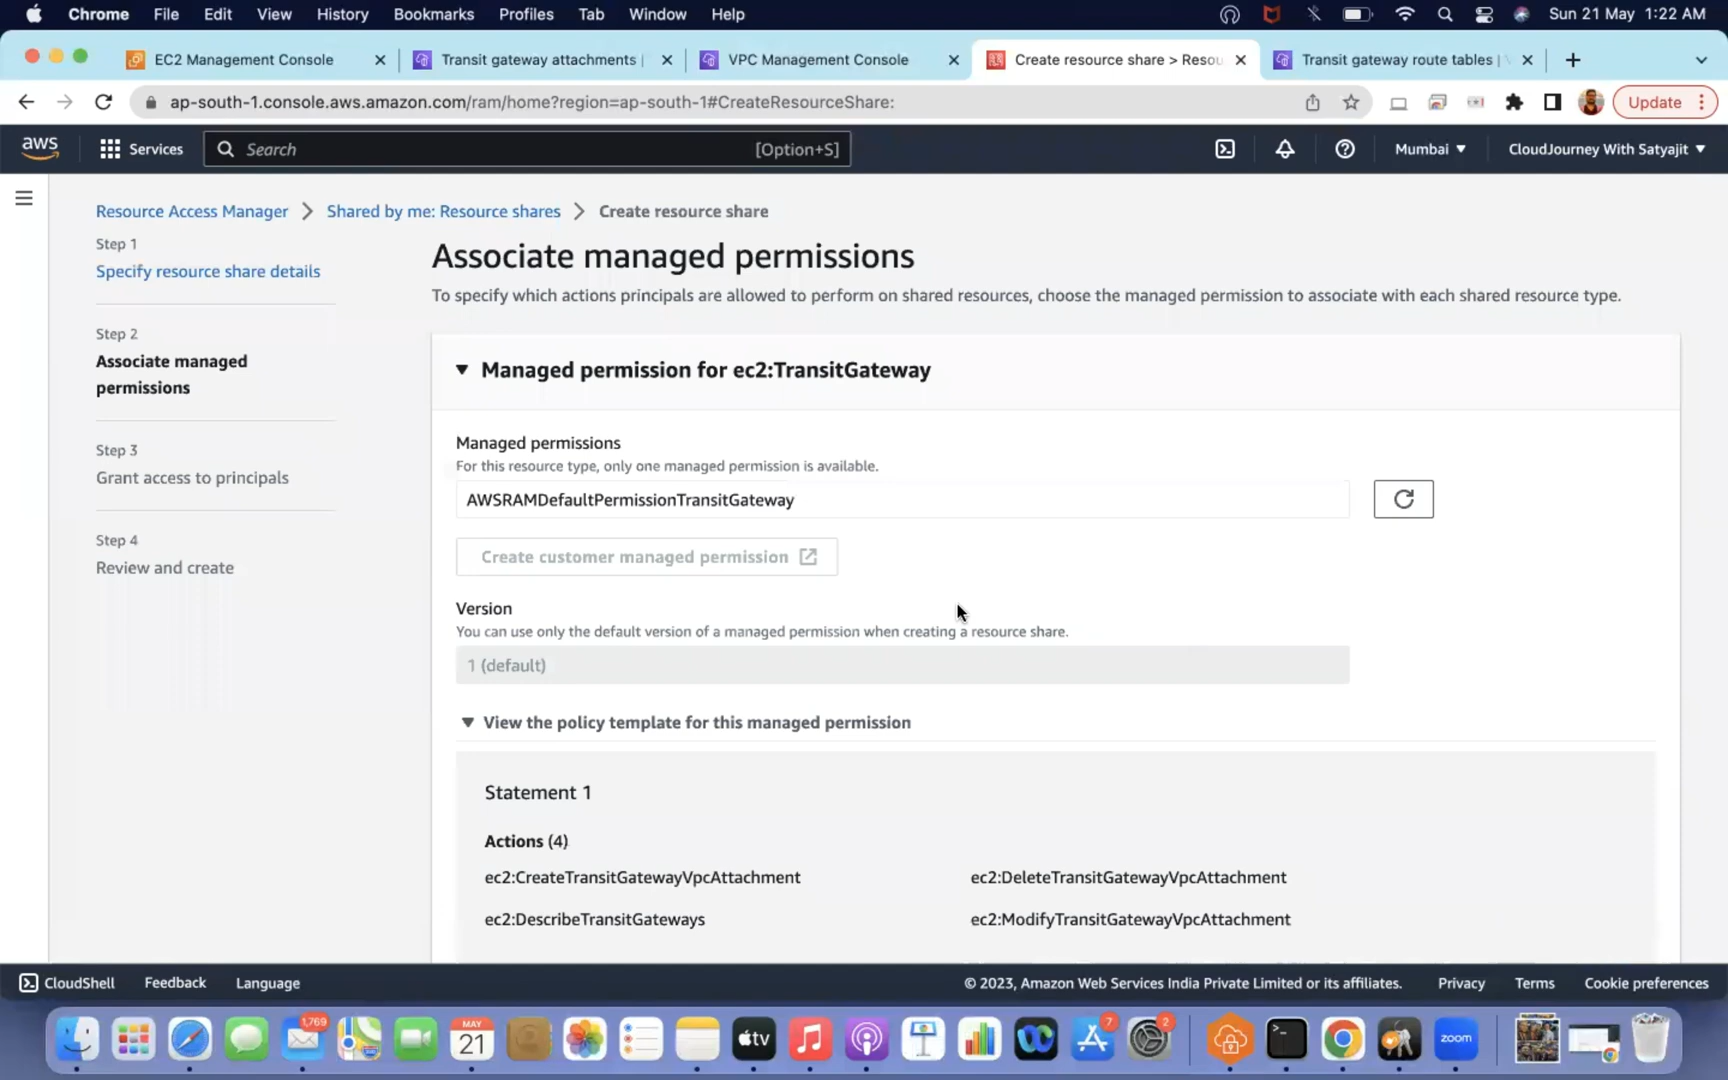 Chrome File Edit View History Bookmarks Profiles Tab Window Help Sun 21 May 1:22 AM
EC2 Management Console Transit gateway attachments | VPC Management Console Create resource share > Resou Transit gateway route tables |
ap-south-1.console.aws.amazon.com/ram/home?region=ap-south-1#CreateResourceShare: Update
aws Services Search [Option+S] Mumbai CloudJourney With Satyajit
Resource Access Manager > Shared by me: Resource shares > Create resource share
Step 1
Specify resource share details
Step 2
Associate managed
permissions
Step 3
Grant access to principals
Step 4
Review and create
Associate managed permissions
To specify which actions principals are allowed to perform on shared resources, choose the managed permission to associate with each shared resource type.
Managed permission for ec2:TransitGateway
Managed permissions
For this resource type, only one managed permission is available.
AWSRAMDefaultPermissionTransitGateway
Create customer managed permission
Version
You can use only the default version of a managed permission when creating a resource share.
1 (default)
View the policy template for this managed permission
Statement 1
Actions (4)
ec2:CreateTransitGatewayVpcAttachment ec2:DeleteTransitGatewayVpcAttachment
ec2:DescribeTransitGateways ec2:ModifyTransitGatewayVpcAttachment
CloudShell Feedback Language © 2023, Amazon Web Services India Private Limited or its affiliates. Privacy Terms Cookie preferences
1,769 MAY 7 2
21 tv zoom